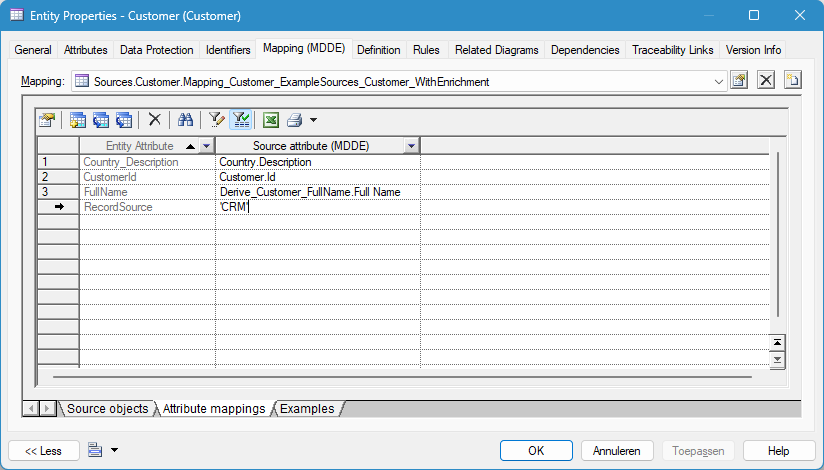 Entity Properties - Customer (Customer)
General Attributes Data Protection Identifiers Mapping (MDDE) Definition Rules Related Diagrams Dependencies Traceability Links Version Info
Mapping: Sources.Customer.Mapping_Customer_ExampleSources_Customer_WithEnrichment
Entity Attribute Source attribute (MDDE)
1 Country_Description Country.Description
2 CustomerId Customer.Id
3 FullName Derive_Customer_FullName.Full Name
RecordSource 'CRM'
Source objects Attribute mappings Examples
<< Less OK Annuleren Toepassen Help